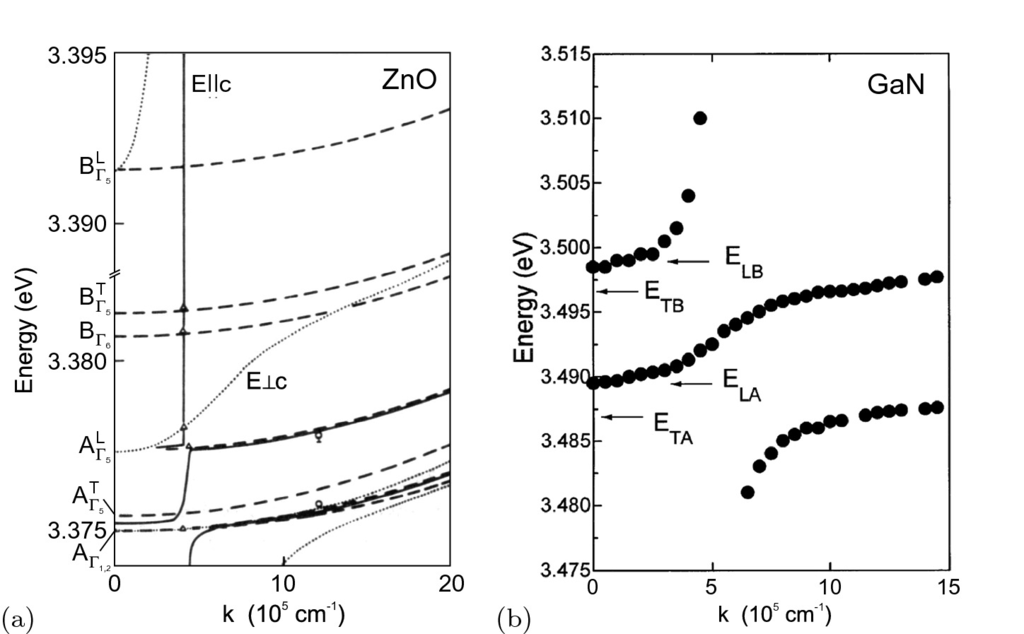 3.395
E||c
ZnO
B^L_Γ5
3.390
B^T_Γ5
B_Γ6
3.380
E⊥c
A^L_Γ5
A^T_Γ5
3.375
A_Γ1,2
Energy (eV)
0
10
20
k (10^5 cm^-1)
(a)
3.515
GaN
3.510
3.505
3.500
E_LB
E_TB
3.495
3.490
E_LA
E_TA
3.485
3.480
3.475
Energy (eV)
0
5
10
15
k (10^5 cm^-1)
(b)